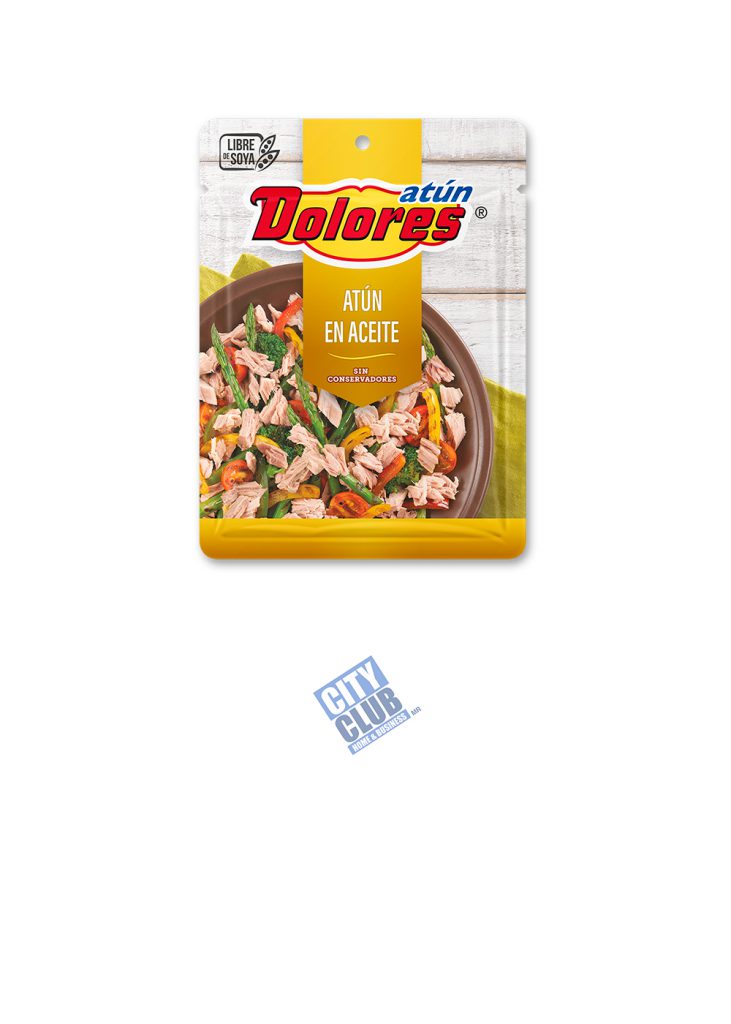 LIBRE
DE SOYA
atún
Dolores®
ATÚN
EN ACEITE
SIN
CONSERVADORES
CITY
CLUB
HOME & BUSINESS MR